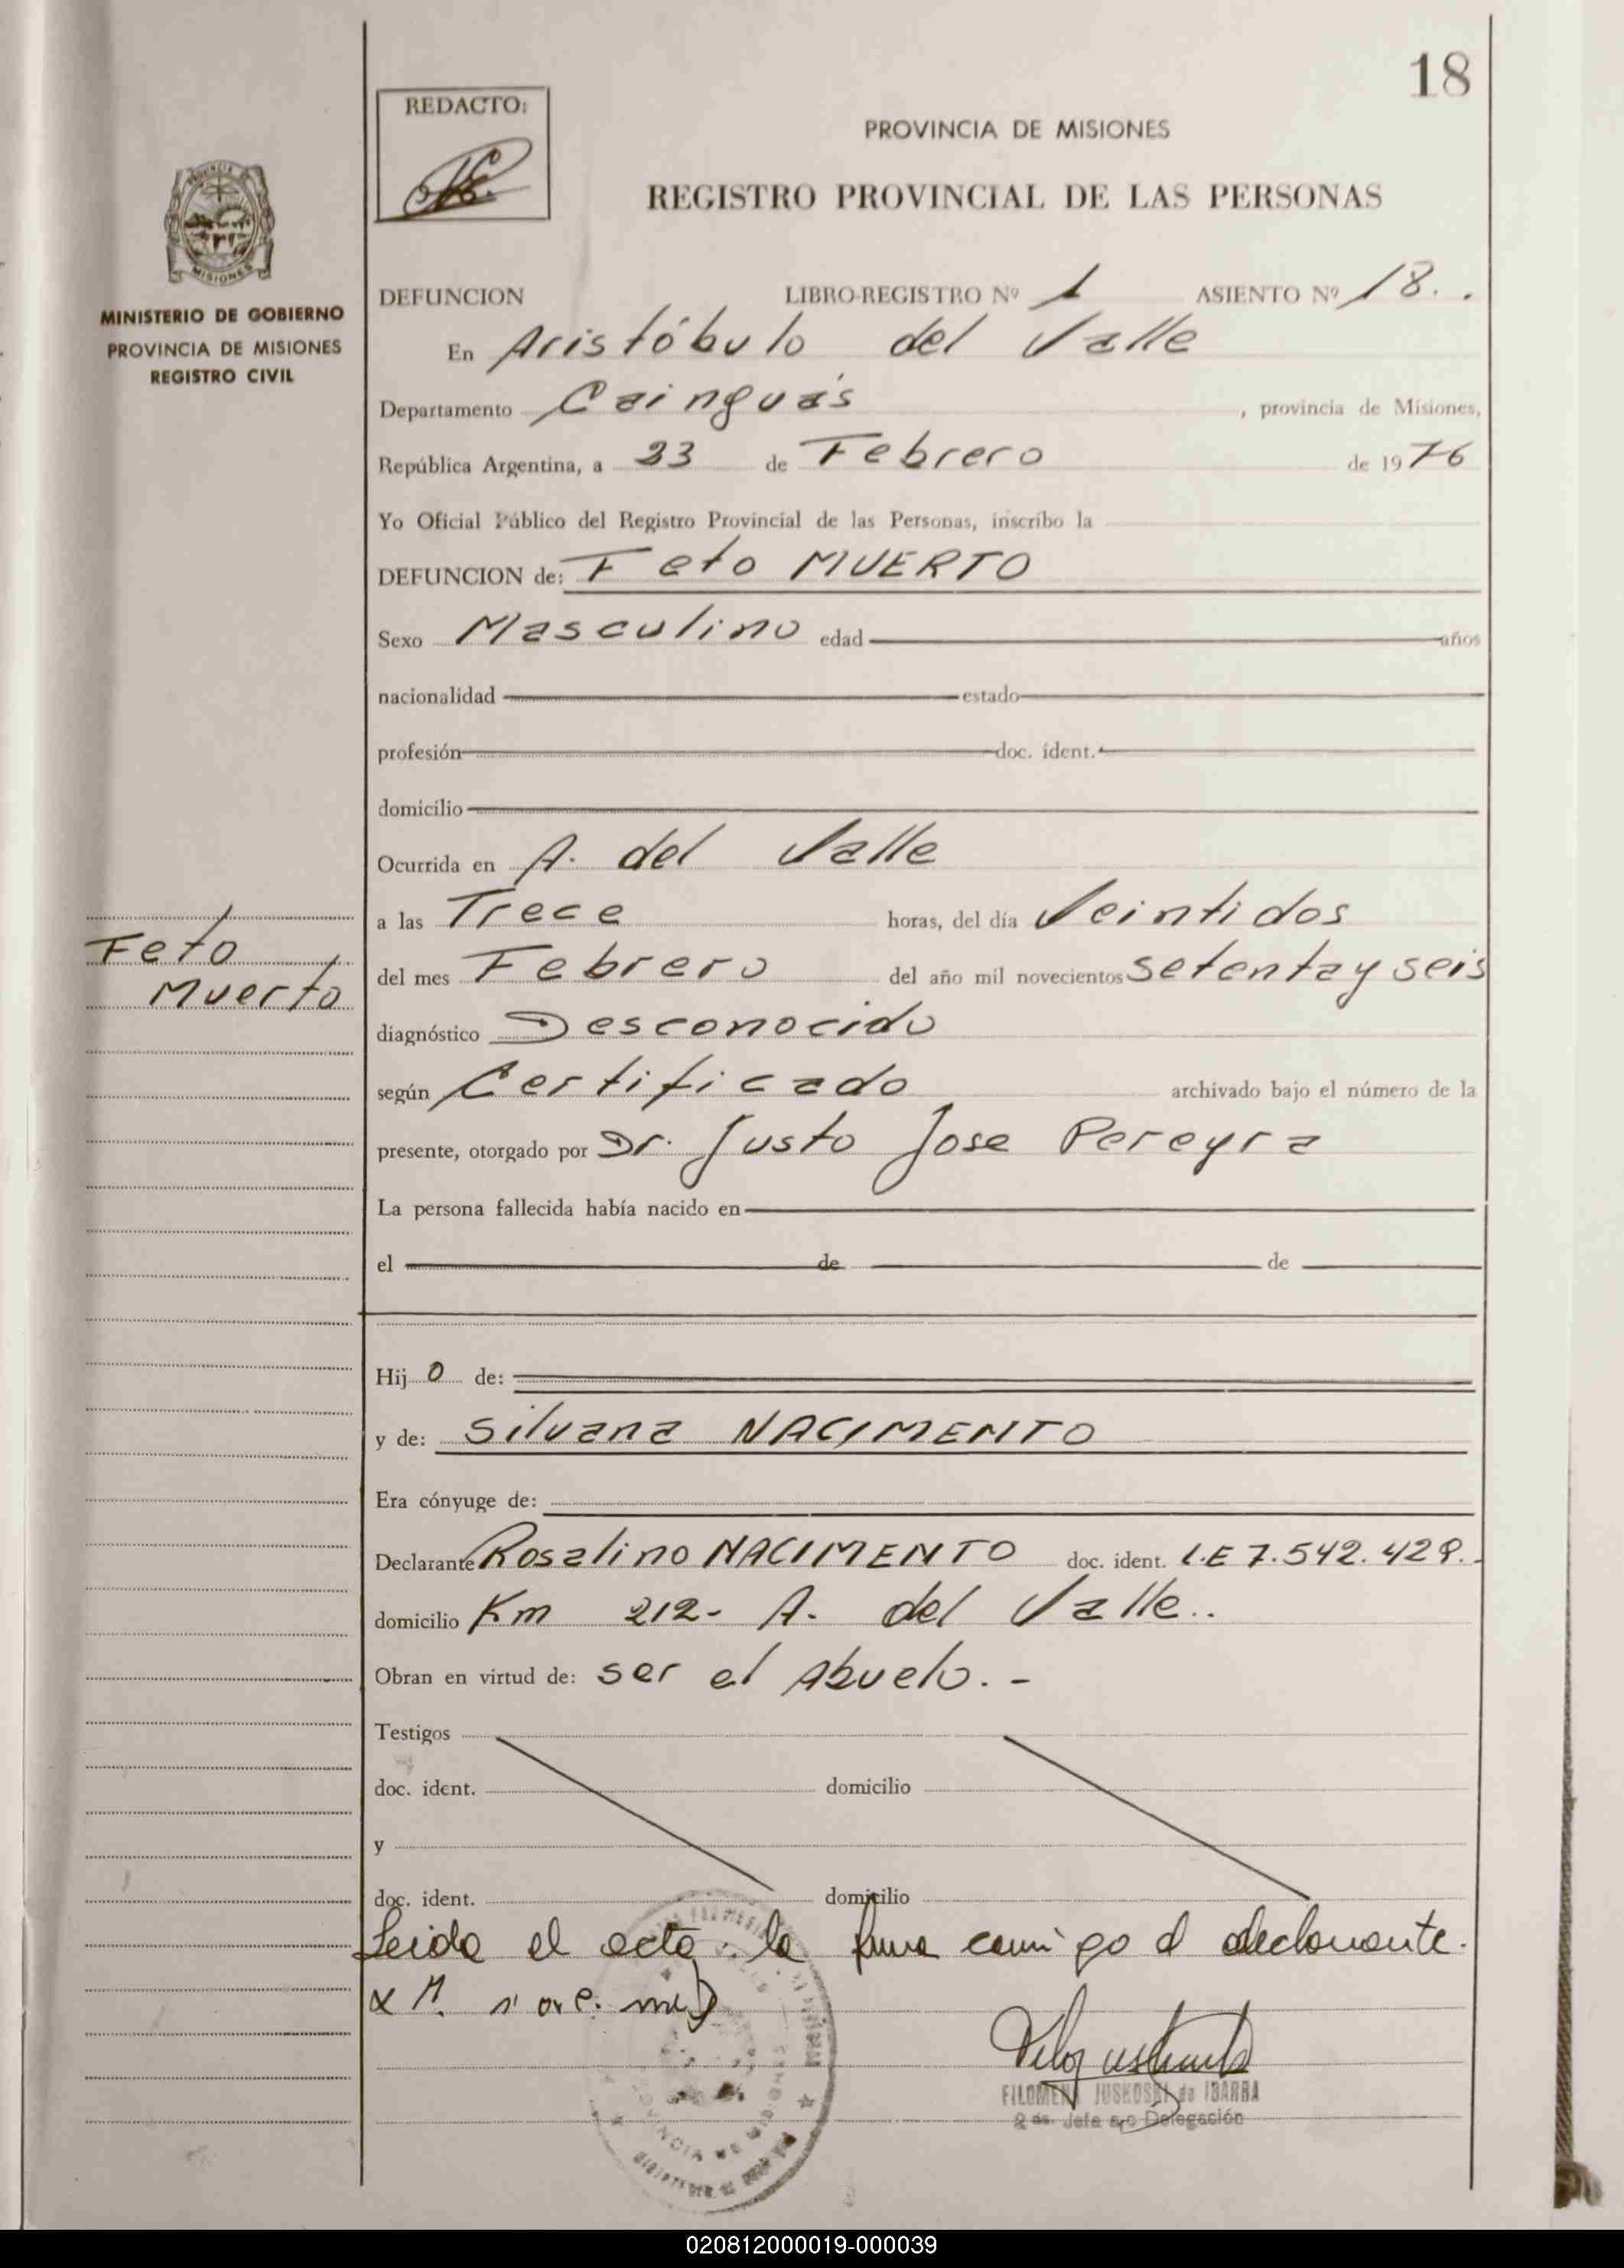 18
REDACTO:
PROVINCIA DE MISIONES
REGISTRO PROVINCIAL DE LAS PERSONAS
MISIONES
MINISTERIO DE GOBIERNO
PROVINCIA DE MISIONES
REGISTRO CIVIL
DEFUNCION LIBRO-REGISTRO Nº 1 ASIENTO Nº 18..
En Aristóbulo del Valle
Departamento Cainguás, provincia de Misiones,
República Argentina, a 23 de Febrero de 1976
Yo Oficial Público del Registro Provincial de las Personas, inscribo la
DEFUNCION de: Feto MUERTO
Sexo Masculino edad años
nacionalidad estado
profesión doc. ident.
domicilio
Ocurrida en A. del Valle
a las Trece horas, del día Veintidos
Feto
Muerto
del mes Febrero del año mil novecientos setenta y seis
diagnóstico Desconocido
según Certificado archivado bajo el número de la
presente, otorgado por Dr. Justo Jose Pereyra
La persona fallecida había nacido en
el de de
Hijo de:
y de: Silvana NACIMENTO
Era cónyuge de:
Declarante Rosalino NACIMENTO doc. ident. L.E 7.542.429.-
domicilio Km 212- A. del Valle..
Obran en virtud de: ser el Abuelo.-
Testigos
doc. ident. domicilio
y
doc. ident. domicilio
Leida el acta, la firma conmigo el declarante.
FILOMENA JUSKOSKI de IBARRA
2 da. Jefe a/c Delegación
PROVINCIA DE MISIONES
020812000019-000039